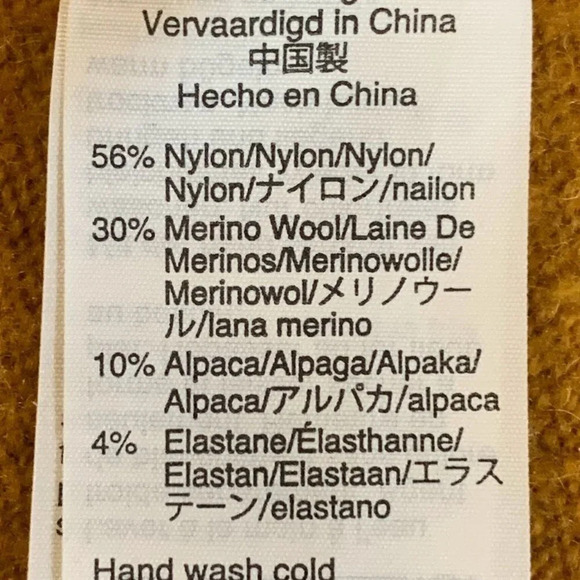 Vervaardigd in China
中国製
Hecho en China
56% Nylon/Nylon/Nylon/
Nylon/ナイロン/nailon
30% Merino Wool/Laine De
Merinos/Merinowolle/
Merinowol/メリノウー
ル/lana merino
10% Alpaca/Alpaga/Alpaka/
Alpaca/アルパカ/alpaca
4% Elastane/Élasthanne/
Elastan/Elastaan/エラス
テーン/elastano
Hand wash cold